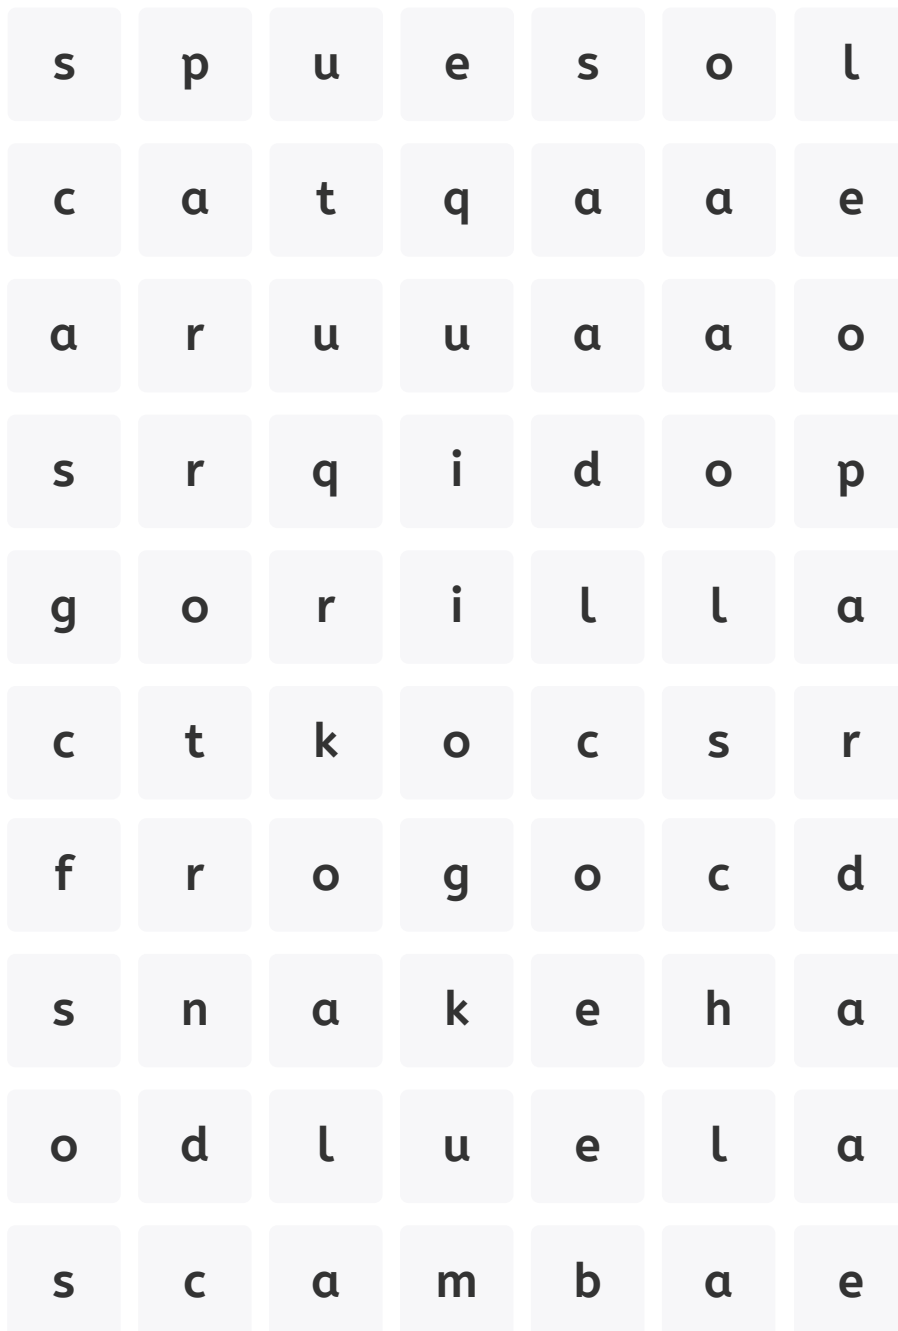 s p u e s o l
c a t q a a e
a r u u a a o
s r q i d o p
g o r i l l a
c t k o c s r
f r o g o c d
s n a k e h a
o d l u e l a
s c a m b a e